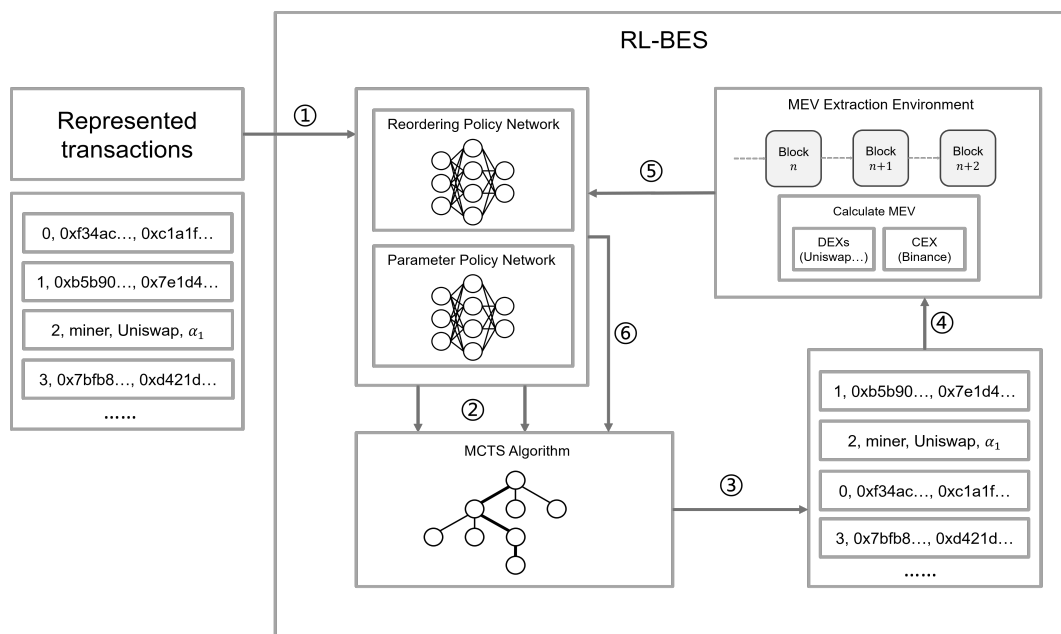 RL-BES
Represented
transactions
0, 0xf34ac…, 0xc1a1f…
1, 0xb5b90…, 0x7e1d4…
2, miner, Uniswap, α₁
3, 0x7bfb8…, 0xd421d…
……
①
Reordering Policy Network
Parameter Policy Network
②
MCTS Algorithm
③
1, 0xb5b90…, 0x7e1d4…
2, miner, Uniswap, α₁
0, 0xf34ac…, 0xc1a1f…
3, 0x7bfb8…, 0xd421d…
……
④
MEV Extraction Environment
Block
n
Block
n+1
Block
n+2
Calculate MEV
DEXs
(Uniswap…)
CEX
(Binance)
⑤
⑥